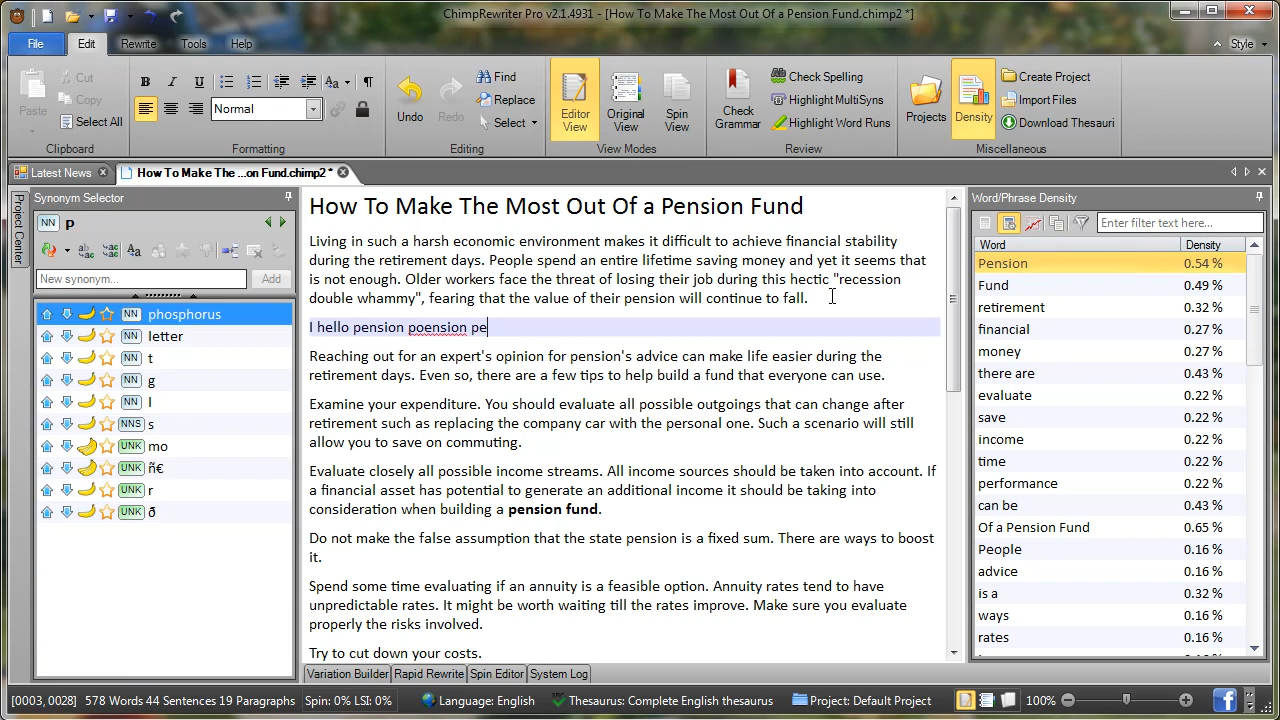 ChimpRewriter Pro v2.1.4931 - [How To Make The Most Out Of a Pension Fund.chimp2 *]
File Edit Rewrite Tools Help Style
Paste Cut Copy Select All
Clipboard
B I U Aa ¶
Normal
Formatting
Undo Redo Find Replace Select
Editing
Editor View Original View Spin View
View Modes
Check Grammar Check Spelling Highlight MultiSyns Highlight Word Runs
Review
Projects Density Create Project Import Files Download Thesauri
Miscellaneous
Latest News How To Make The ...on Fund.chimp2 *
Project Center
Synonym Selector
NN p
New synonym... Add
NN phosphorus
NN letter
NN t
NN g
NN l
NNS s
UNK mo
UNK ñ€
UNK r
UNK ð
How To Make The Most Out Of a Pension Fund
Living in such a harsh economic environment makes it difficult to achieve financial stability
during the retirement days. People spend an entire lifetime saving money and yet it seems that
is not enough. Older workers face the threat of losing their job during this hectic "recession
double whammy", fearing that the value of their pension will continue to fall.
I hello pension poension pe
Reaching out for an expert's opinion for pension's advice can make life easier during the
retirement days. Even so, there are a few tips to help build a fund that everyone can use.
Examine your expenditure. You should evaluate all possible outgoings that can change after
retirement such as replacing the company car with the personal one. Such a scenario will still
allow you to save on commuting.
Evaluate closely all possible income streams. All income sources should be taken into account. If
a financial asset has potential to generate an additional income it should be taking into
consideration when building a pension fund.
Do not make the false assumption that the state pension is a fixed sum. There are ways to boost
it.
Spend some time evaluating if an annuity is a feasible option. Annuity rates tend to have
unpredictable rates. It might be worth waiting till the rates improve. Make sure you evaluate
properly the risks involved.
Try to cut down your costs.
Variation Builder Rapid Rewrite Spin Editor System Log
Word/Phrase Density
Enter filter text here...
Word Density
Pension 0.54 %
Fund 0.49 %
retirement 0.32 %
financial 0.27 %
money 0.27 %
there are 0.43 %
evaluate 0.22 %
save 0.22 %
income 0.22 %
time 0.22 %
performance 0.22 %
can be 0.43 %
Of a Pension Fund 0.65 %
People 0.16 %
advice 0.16 %
is a 0.32 %
ways 0.16 %
rates 0.16 %
[0003, 0028] 578 Words 44 Sentences 19 Paragraphs Spin: 0% LSI: 0% Language: English Thesaurus: Complete English thesaurus Project: Default Project 100%